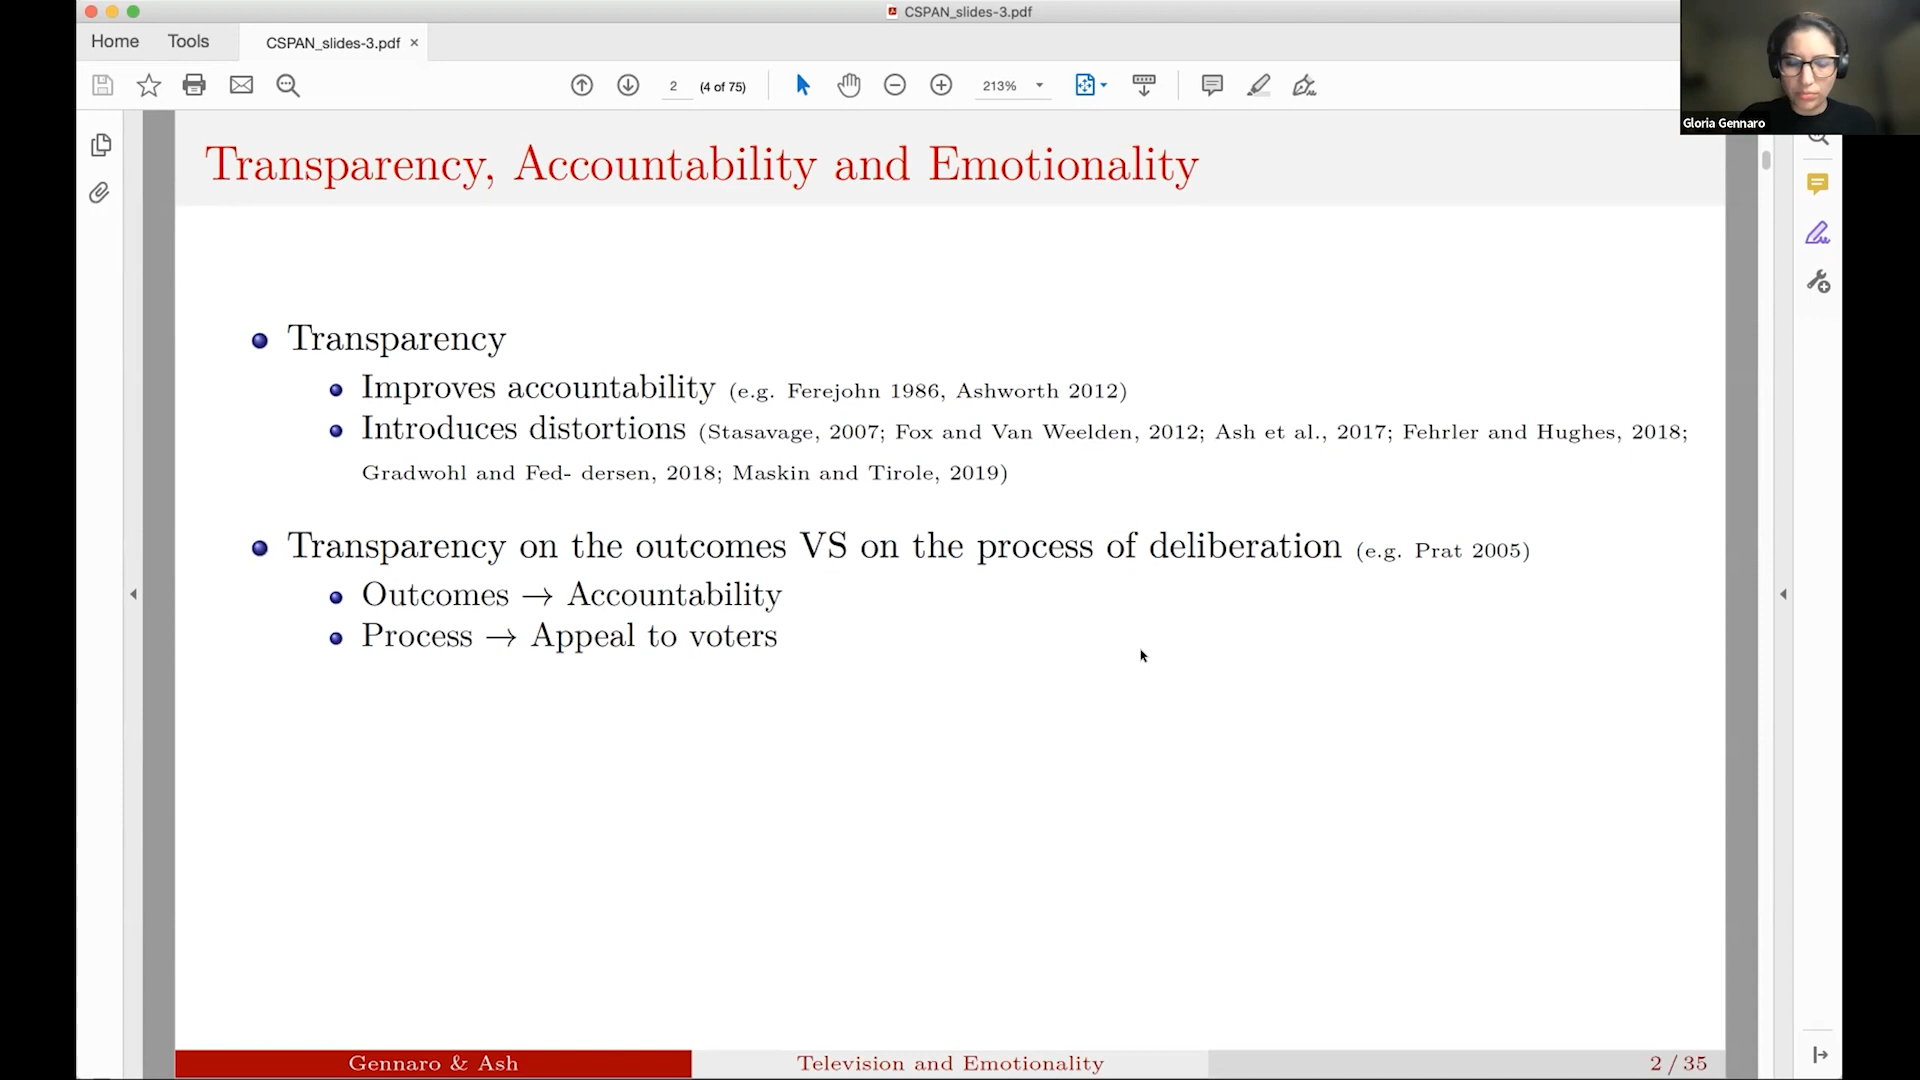 CSPAN_slides-3.pdf
Home Tools CSPAN_slides-3.pdf ×
2 (4 of 75) 213%
Gloria Gennaro
Transparency, Accountability and Emotionality
Transparency
Improves accountability (e.g. Ferejohn 1986, Ashworth 2012)
Introduces distortions (Stasavage, 2007; Fox and Van Weelden, 2012; Ash et al., 2017; Fehrler and Hughes, 2018;
Gradwohl and Fed- dersen, 2018; Maskin and Tirole, 2019)
Transparency on the outcomes VS on the process of deliberation (e.g. Prat 2005)
Outcomes → Accountability
Process → Appeal to voters
Gennaro & Ash Television and Emotionality 2 / 35